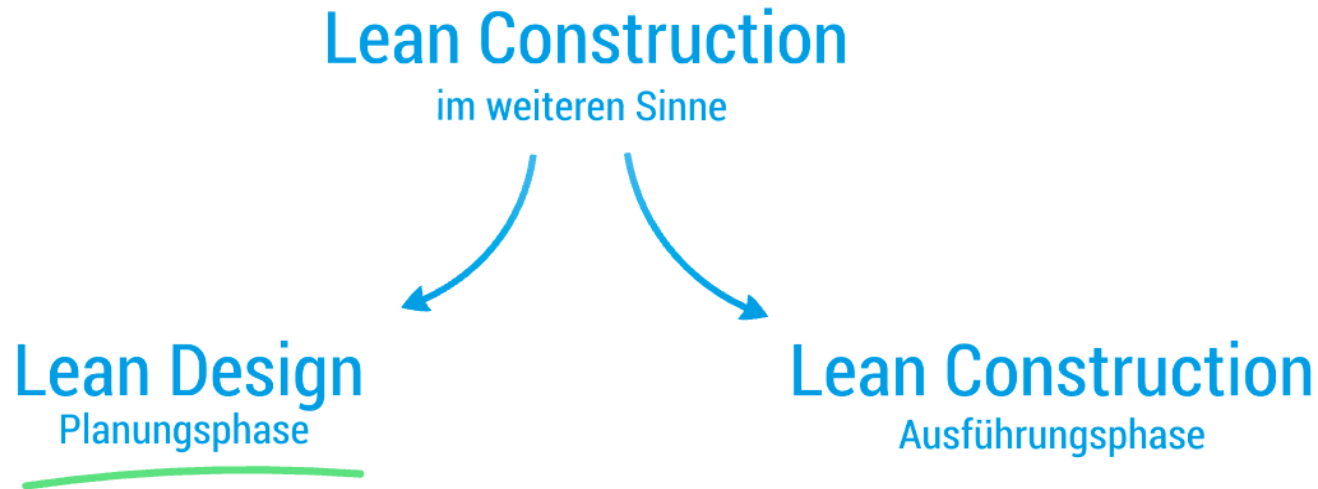 Lean Construction
im weiteren Sinne
Lean Design
Planungsphase
Lean Construction
Ausführungsphase